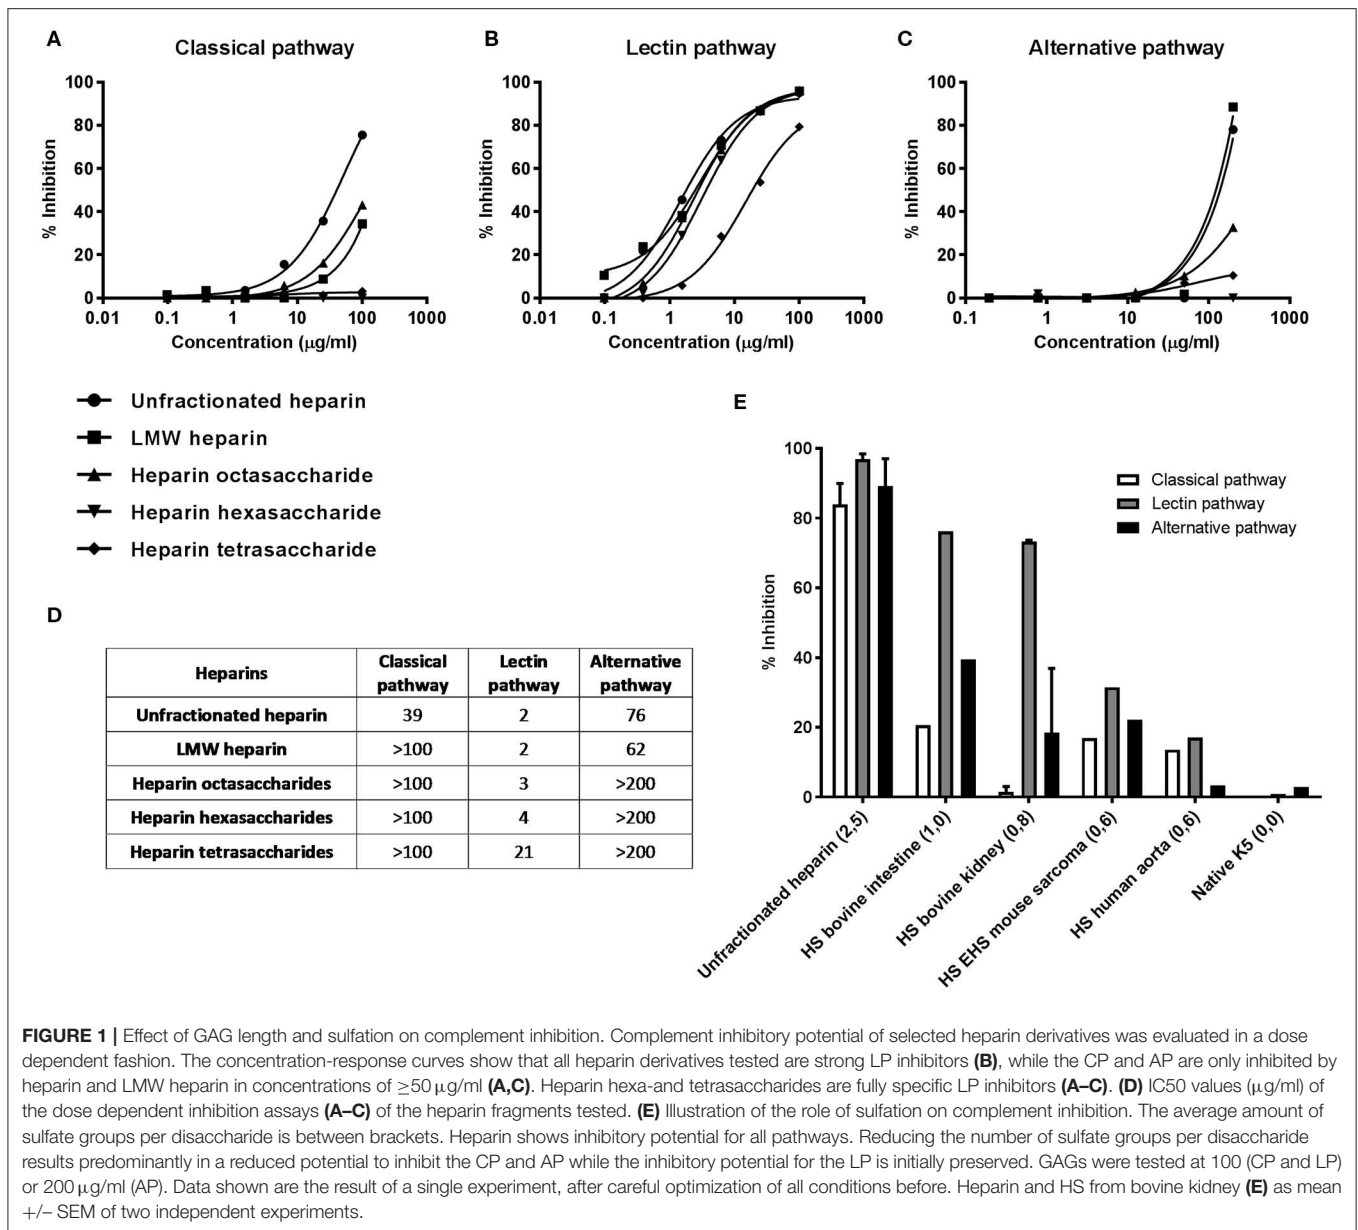 A
Classical pathway
% Inhibition
100
80
60
40
20
0
0.01
0.1
1
10
100
1000
Concentration (μg/ml)
B
Lectin pathway
% Inhibition
100
80
60
40
20
0
0.01
0.1
1
10
100
1000
Concentration (μg/ml)
C
Alternative pathway
% Inhibition
100
80
60
40
20
0
0.1
1
10
100
1000
Concentration (μg/ml)
Unfractionated heparin
LMW heparin
Heparin octasaccharide
Heparin hexasaccharide
Heparin tetrasaccharide
D
Heparins Classical pathway Lectin pathway Alternative pathway
Unfractionated heparin 39 2 76
LMW heparin >100 2 62
Heparin octasaccharides >100 3 >200
Heparin hexasaccharides >100 4 >200
Heparin tetrasaccharides >100 21 >200
E
% Inhibition
100
80
60
40
20
0
Classical pathway
Lectin pathway
Alternative pathway
Unfractionated heparin (2,5)
HS bovine intestine (1,0)
HS bovine kidney (0,8)
HS EHS mouse sarcoma (0,6)
HS human aorta (0,6)
Native K5 (0,0)
FIGURE 1 | Effect of GAG length and sulfation on complement inhibition. Complement inhibitory potential of selected heparin derivatives was evaluated in a dose
dependent fashion. The concentration-response curves show that all heparin derivatives tested are strong LP inhibitors (B), while the CP and AP are only inhibited by
heparin and LMW heparin in concentrations of ≥50 μg/ml (A,C). Heparin hexa-and tetrasaccharides are fully specific LP inhibitors (A–C). (D) IC50 values (μg/ml) of
the dose dependent inhibition assays (A–C) of the heparin fragments tested. (E) Illustration of the role of sulfation on complement inhibition. The average amount of
sulfate groups per disaccharide is between brackets. Heparin shows inhibitory potential for all pathways. Reducing the number of sulfate groups per disaccharide
results predominantly in a reduced potential to inhibit the CP and AP while the inhibitory potential for the LP is initially preserved. GAGs were tested at 100 (CP and LP)
or 200 μg/ml (AP). Data shown are the result of a single experiment, after careful optimization of all conditions before. Heparin and HS from bovine kidney (E) as mean
+/– SEM of two independent experiments.